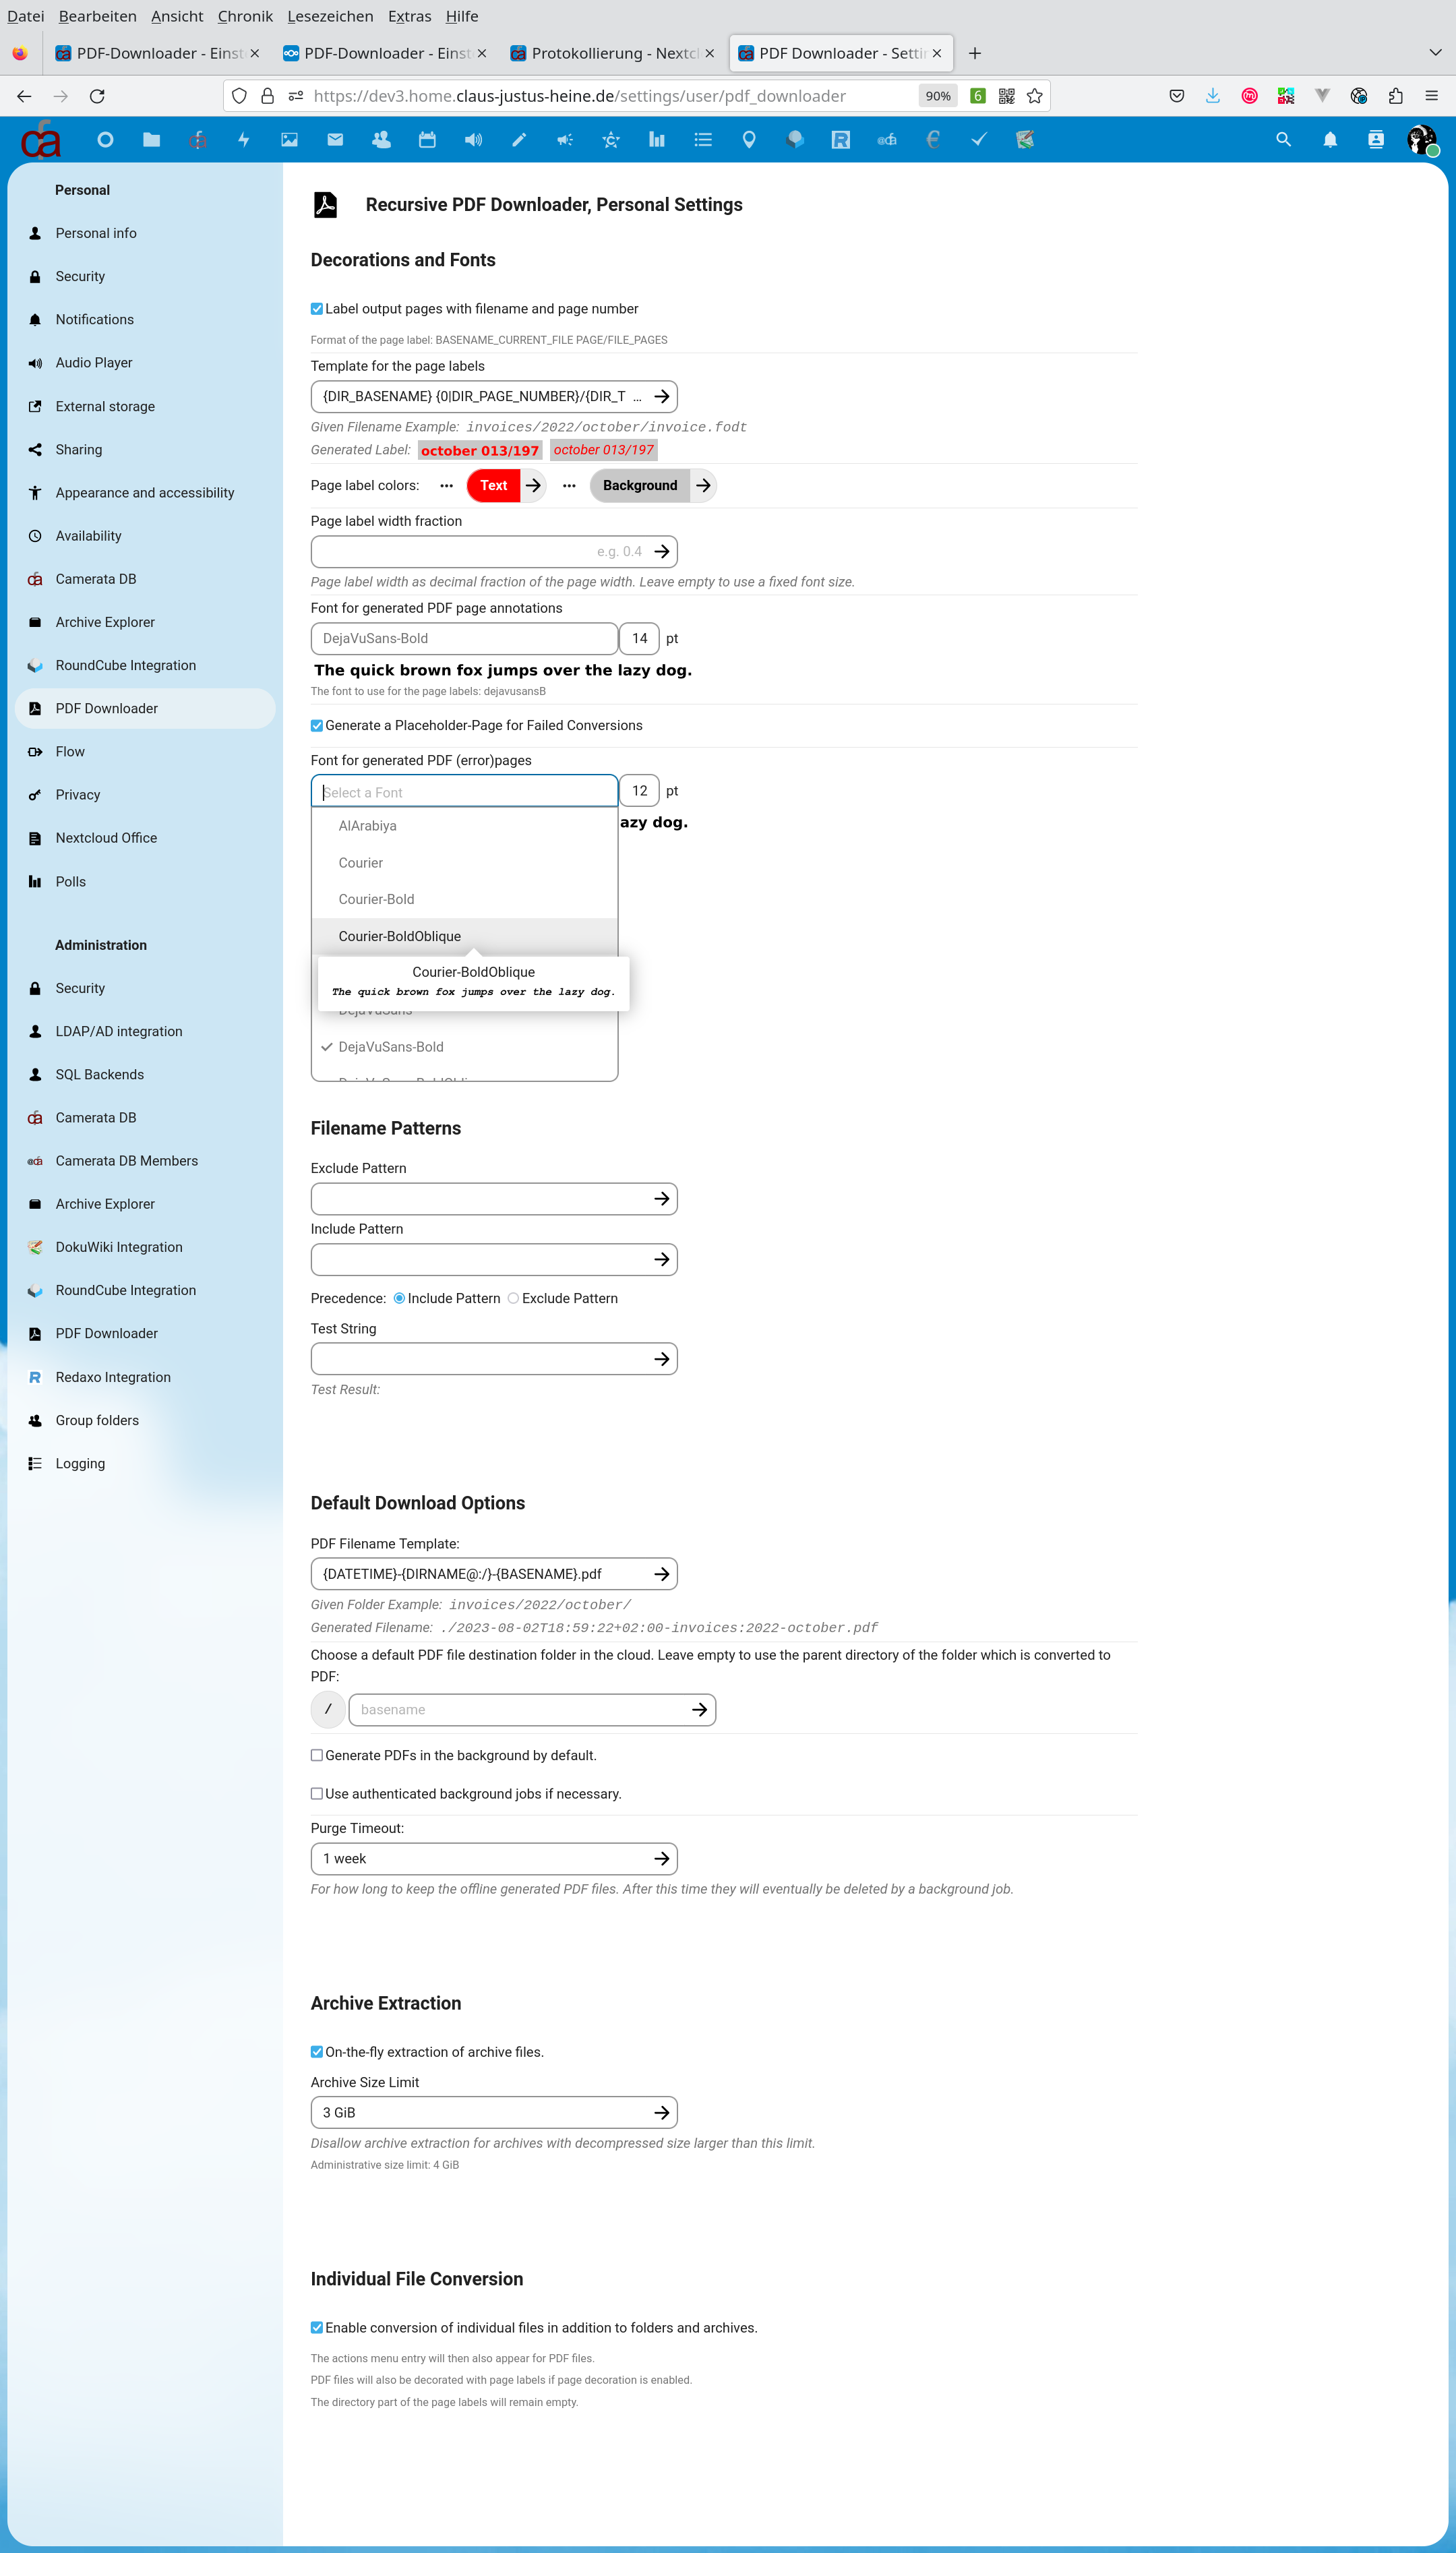 Datei Bearbeiten Ansicht Chronik Lesezeichen Extras Hilfe
PDF-Downloader - Einst PDF-Downloader - Einst Protokollierung - Nextcl PDF Downloader - Settin
https://dev3.home.claus-justus-heine.de/settings/user/pdf_downloader 90% 6
Personal
Personal info
Security
Notifications
Audio Player
External storage
Sharing
Appearance and accessibility
Availability
Camerata DB
Archive Explorer
RoundCube Integration
PDF Downloader
Flow
Privacy
Nextcloud Office
Polls
Administration
Security
LDAP/AD integration
SQL Backends
Camerata DB
Camerata DB Members
Archive Explorer
DokuWiki Integration
RoundCube Integration
PDF Downloader
Redaxo Integration
Group folders
Logging
Recursive PDF Downloader, Personal Settings
Decorations and Fonts
Label output pages with filename and page number
Format of the page label: BASENAME_CURRENT_FILE PAGE/FILE_PAGES
Template for the page labels
{DIR_BASENAME} {0|DIR_PAGE_NUMBER}/{DIR_T ...
Given Filename Example: invoices/2022/october/invoice.fodt
Generated Label: october 013/197 october 013/197
Page label colors: ... Text ... Background
Page label width fraction
e.g. 0.4
Page label width as decimal fraction of the page width. Leave empty to use a fixed font size.
Font for generated PDF page annotations
DejaVuSans-Bold 14 pt
The quick brown fox jumps over the lazy dog.
The font to use for the page labels: dejavusansB
Generate a Placeholder-Page for Failed Conversions
Font for generated PDF (error)pages
Select a Font 12 pt
azy dog.
AlArabiya
Courier
Courier-Bold
Courier-BoldOblique
Courier-BoldOblique
The quick brown fox jumps over the lazy dog.
DejaVuSans
DejaVuSans-Bold
Filename Patterns
Exclude Pattern
Include Pattern
Precedence: Include Pattern Exclude Pattern
Test String
Test Result:
Default Download Options
PDF Filename Template:
{DATETIME}-{DIRNAME@:/}-{BASENAME}.pdf
Given Folder Example: invoices/2022/october/
Generated Filename: ./2023-08-02T18:59:22+02:00-invoices:2022-october.pdf
Choose a default PDF file destination folder in the cloud. Leave empty to use the parent directory of the folder which is converted to
PDF:
/ basename
Generate PDFs in the background by default.
Use authenticated background jobs if necessary.
Purge Timeout:
1 week
For how long to keep the offline generated PDF files. After this time they will eventually be deleted by a background job.
Archive Extraction
On-the-fly extraction of archive files.
Archive Size Limit
3 GiB
Disallow archive extraction for archives with decompressed size larger than this limit.
Administrative size limit: 4 GiB
Individual File Conversion
Enable conversion of individual files in addition to folders and archives.
The actions menu entry will then also appear for PDF files.
PDF files will also be decorated with page labels if page decoration is enabled.
The directory part of the page labels will remain empty.